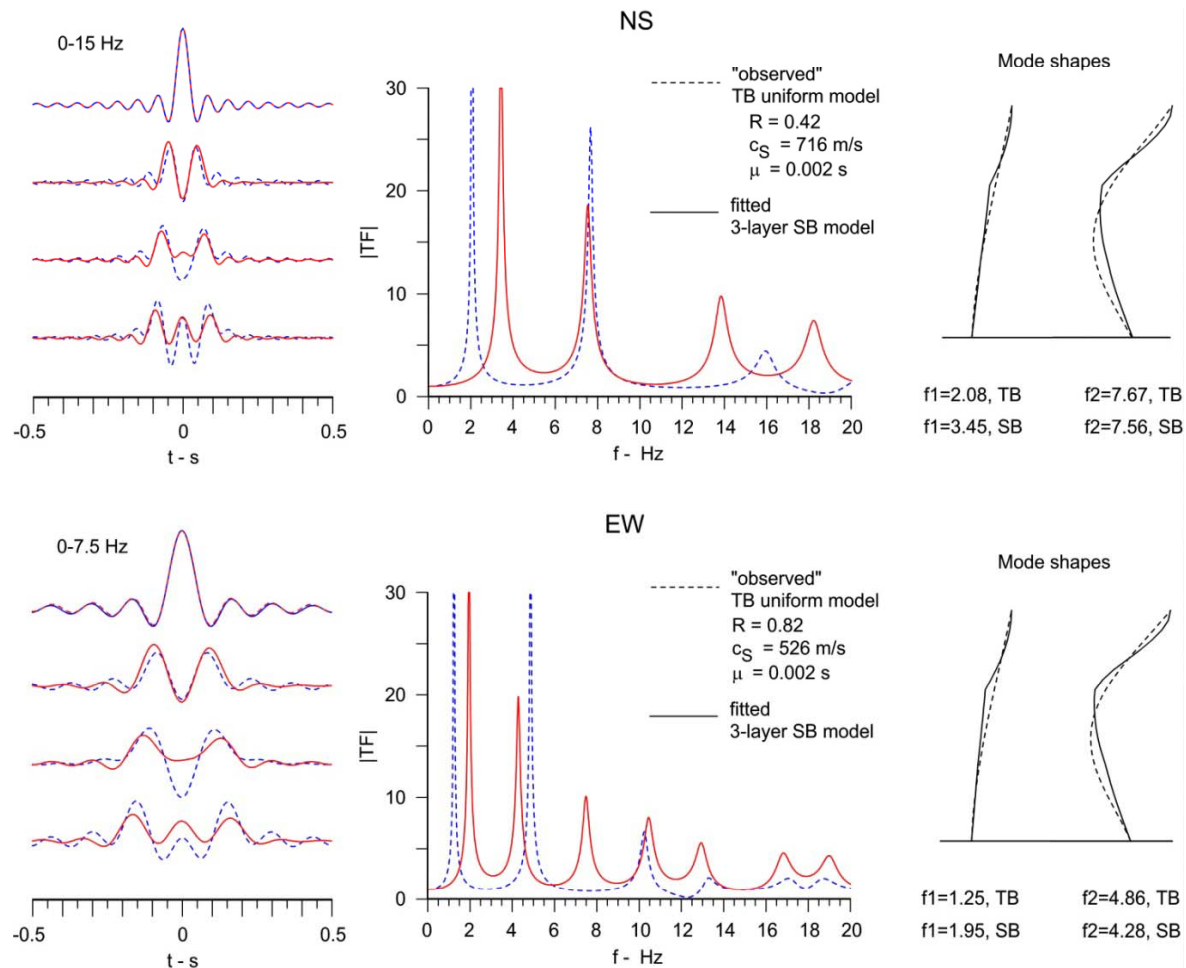 NS
0-15 Hz
-0.5
0
0.5
t - s
30
20
10
0
|TF|
0 2 4 6 8 10 12 14 16 18 20
f - Hz
"observed"
TB uniform model
R = 0.42
cS = 716 m/s
μ = 0.002 s
fitted
3-layer SB model
Mode shapes
f1=2.08, TB f2=7.67, TB
f1=3.45, SB f2=7.56, SB
EW
0-7.5 Hz
-0.5
0
0.5
t - s
30
20
10
0
|TF|
0 2 4 6 8 10 12 14 16 18 20
f - Hz
"observed"
TB uniform model
R = 0.82
cS = 526 m/s
μ = 0.002 s
fitted
3-layer SB model
Mode shapes
f1=1.25, TB f2=4.86, TB
f1=1.95, SB f2=4.28, SB